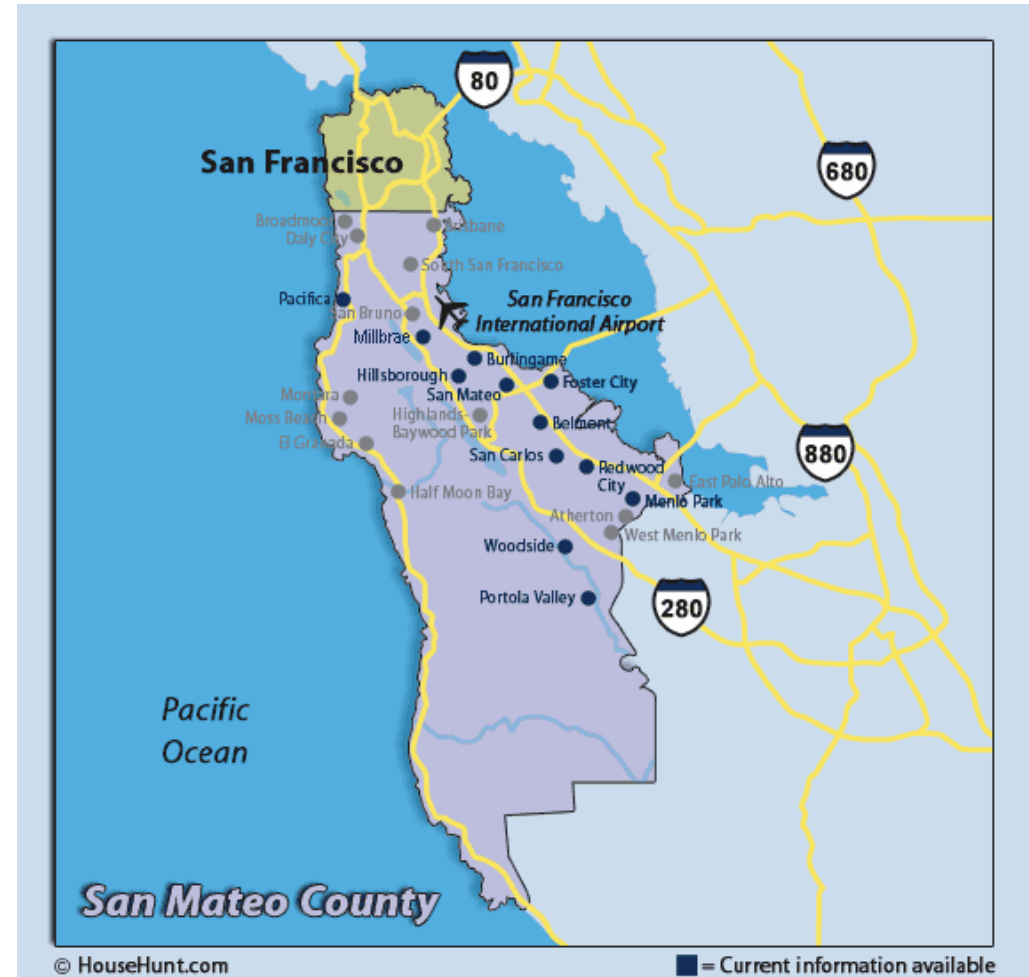 80
680
San Francisco
Broadmoor
Brisbane
Daly City
South San Francisco
Pacifica
San Bruno
San Francisco
International Airport
Millbrae
Burlingame
Hillsborough
Foster City
San Mateo
Montara
Moss Beach
Highlands-
Baywood Park
Belmont
El Granada
880
San Carlos
Redwood
City
East Palo Alto
Half Moon Bay
Menlo Park
Atherton
West Menlo Park
Woodside
Portola Valley
280
Pacific
Ocean
San Mateo County
© HouseHunt.com
= Current information available